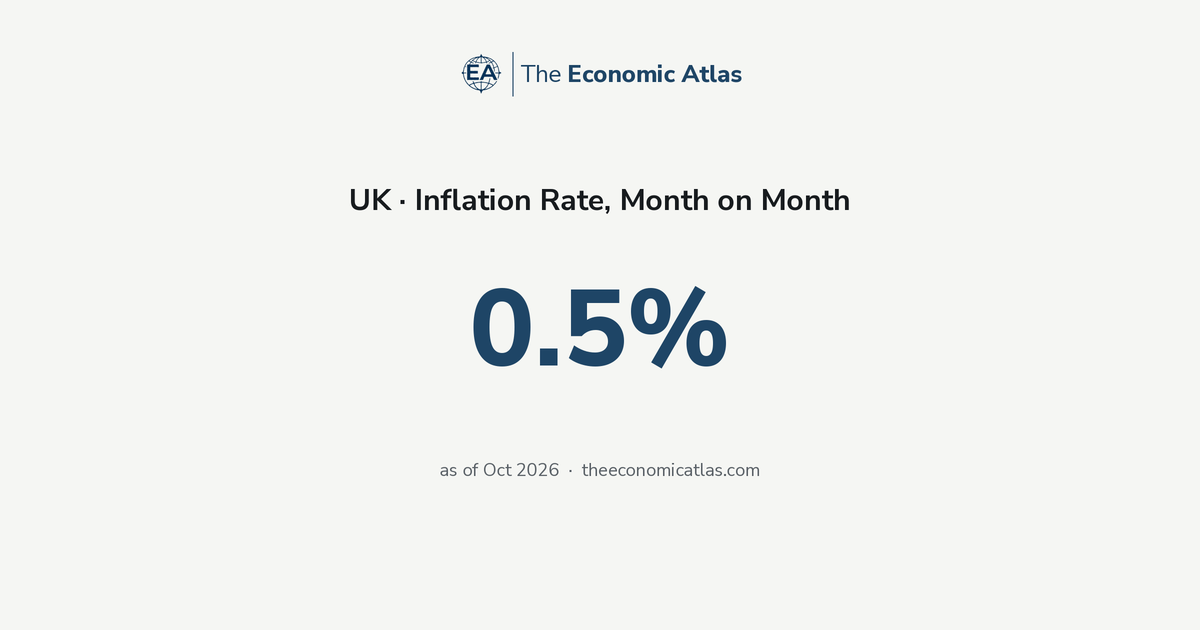 EA The Economic Atlas
UK · Inflation Rate, Month on Month
0.5%
as of Oct 2026 · theeconomicatlas.com